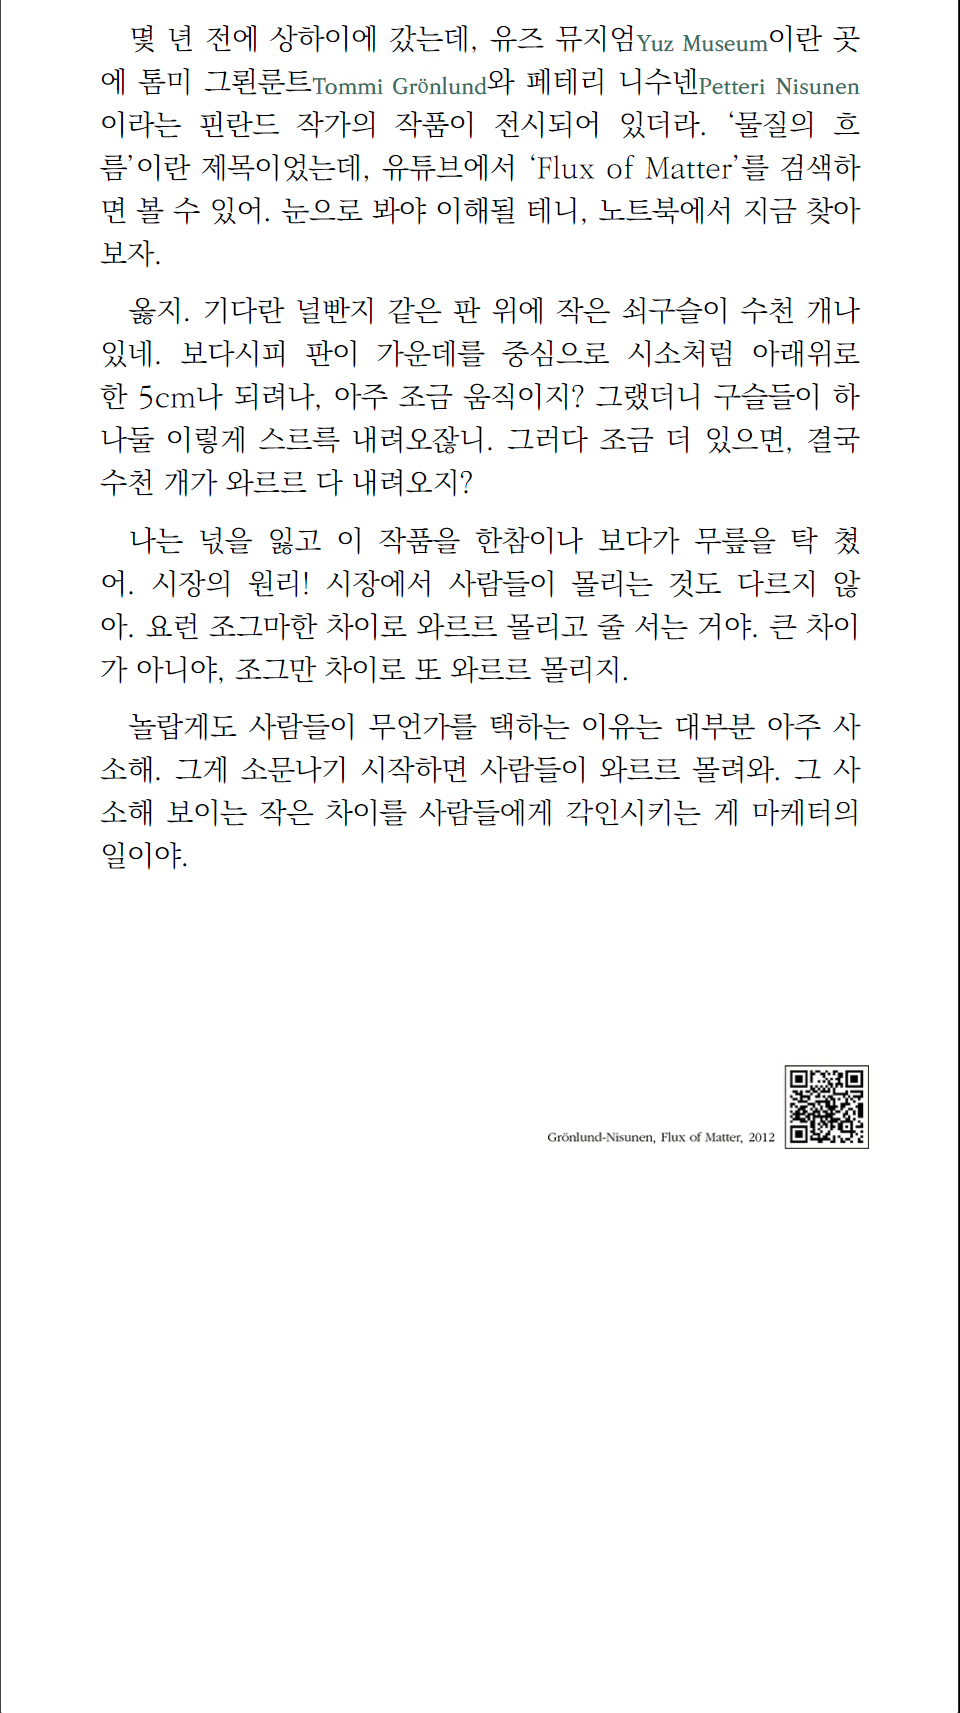 몇 년 전에 상하이에 갔는데, 유즈 뮤지엄Yuz Museum이란 곳
에 톰미 그뢴룬트Tommi Grönlund와 페테리 니수넨Petteri Nisunen
이라는 핀란드 작가의 작품이 전시되어 있더라. ‘물질의 흐
름’이란 제목이었는데, 유튜브에서 ‘Flux of Matter’를 검색하
면 볼 수 있어. 눈으로 봐야 이해될 테니, 노트북에서 지금 찾아
보자.
옳지. 기다란 널빤지 같은 판 위에 작은 쇠구슬이 수천 개나
있네. 보다시피 판이 가운데를 중심으로 시소처럼 아래위로
한 5cm나 되려나, 아주 조금 움직이지? 그랬더니 구슬들이 하
나둘 이렇게 스르륵 내려오잖니. 그러다 조금 더 있으면, 결국
수천 개가 와르르 다 내려오지?
나는 넋을 잃고 이 작품을 한참이나 보다가 무릎을 탁 쳤
어. 시장의 원리! 시장에서 사람들이 몰리는 것도 다르지 않
아. 요런 조그마한 차이로 와르르 몰리고 줄 서는 거야. 큰 차이
가 아니야, 조그만 차이로 또 와르르 몰리지.
놀랍게도 사람들이 무언가를 택하는 이유는 대부분 아주 사
소해. 그게 소문나기 시작하면 사람들이 와르르 몰려와. 그 사
소해 보이는 작은 차이를 사람들에게 각인시키는 게 마케터의
일이야.
Grönlund-Nisunen, Flux of Matter, 2012